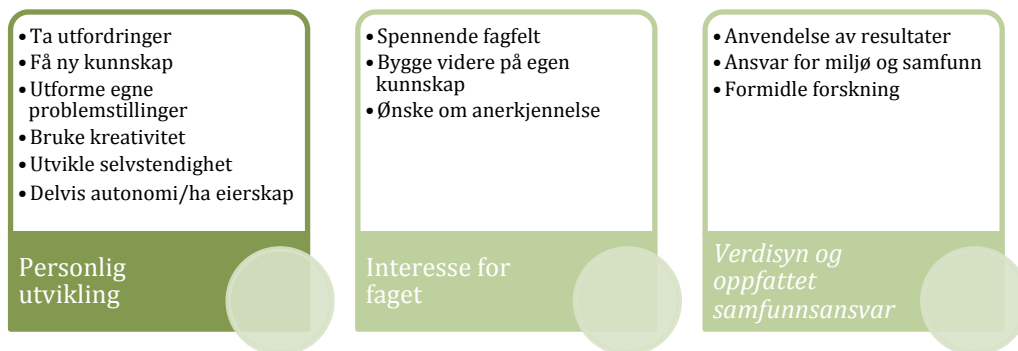 • Ta utfordringer
• Få ny kunnskap
• Utforme egne
problemstillinger
• Bruke kreativitet
• Utvikle selvstendighet
• Delvis autonomi/ha eierskap
Personlig
utvikling
• Spennende fagfelt
• Bygge videre på egen
kunnskap
• Ønske om anerkjennelse
Interesse for
faget
• Anvendelse av resultater
• Ansvar for miljø og samfunn
• Formidle forskning
Verdisyn og
oppfattet
samfunnsansvar